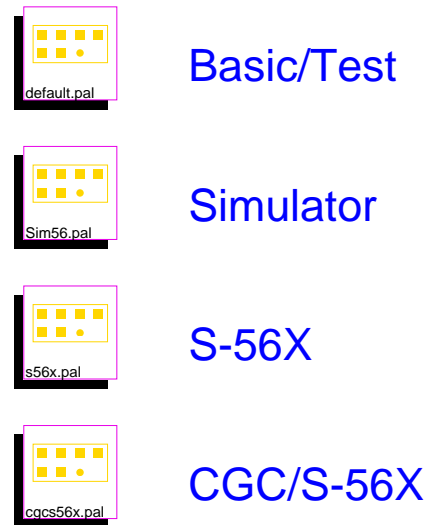 default.pal
Basic/Test
Sim56.pal
Simulator
s56x.pal
S-56X
cgcs56x.pal
CGC/S-56X